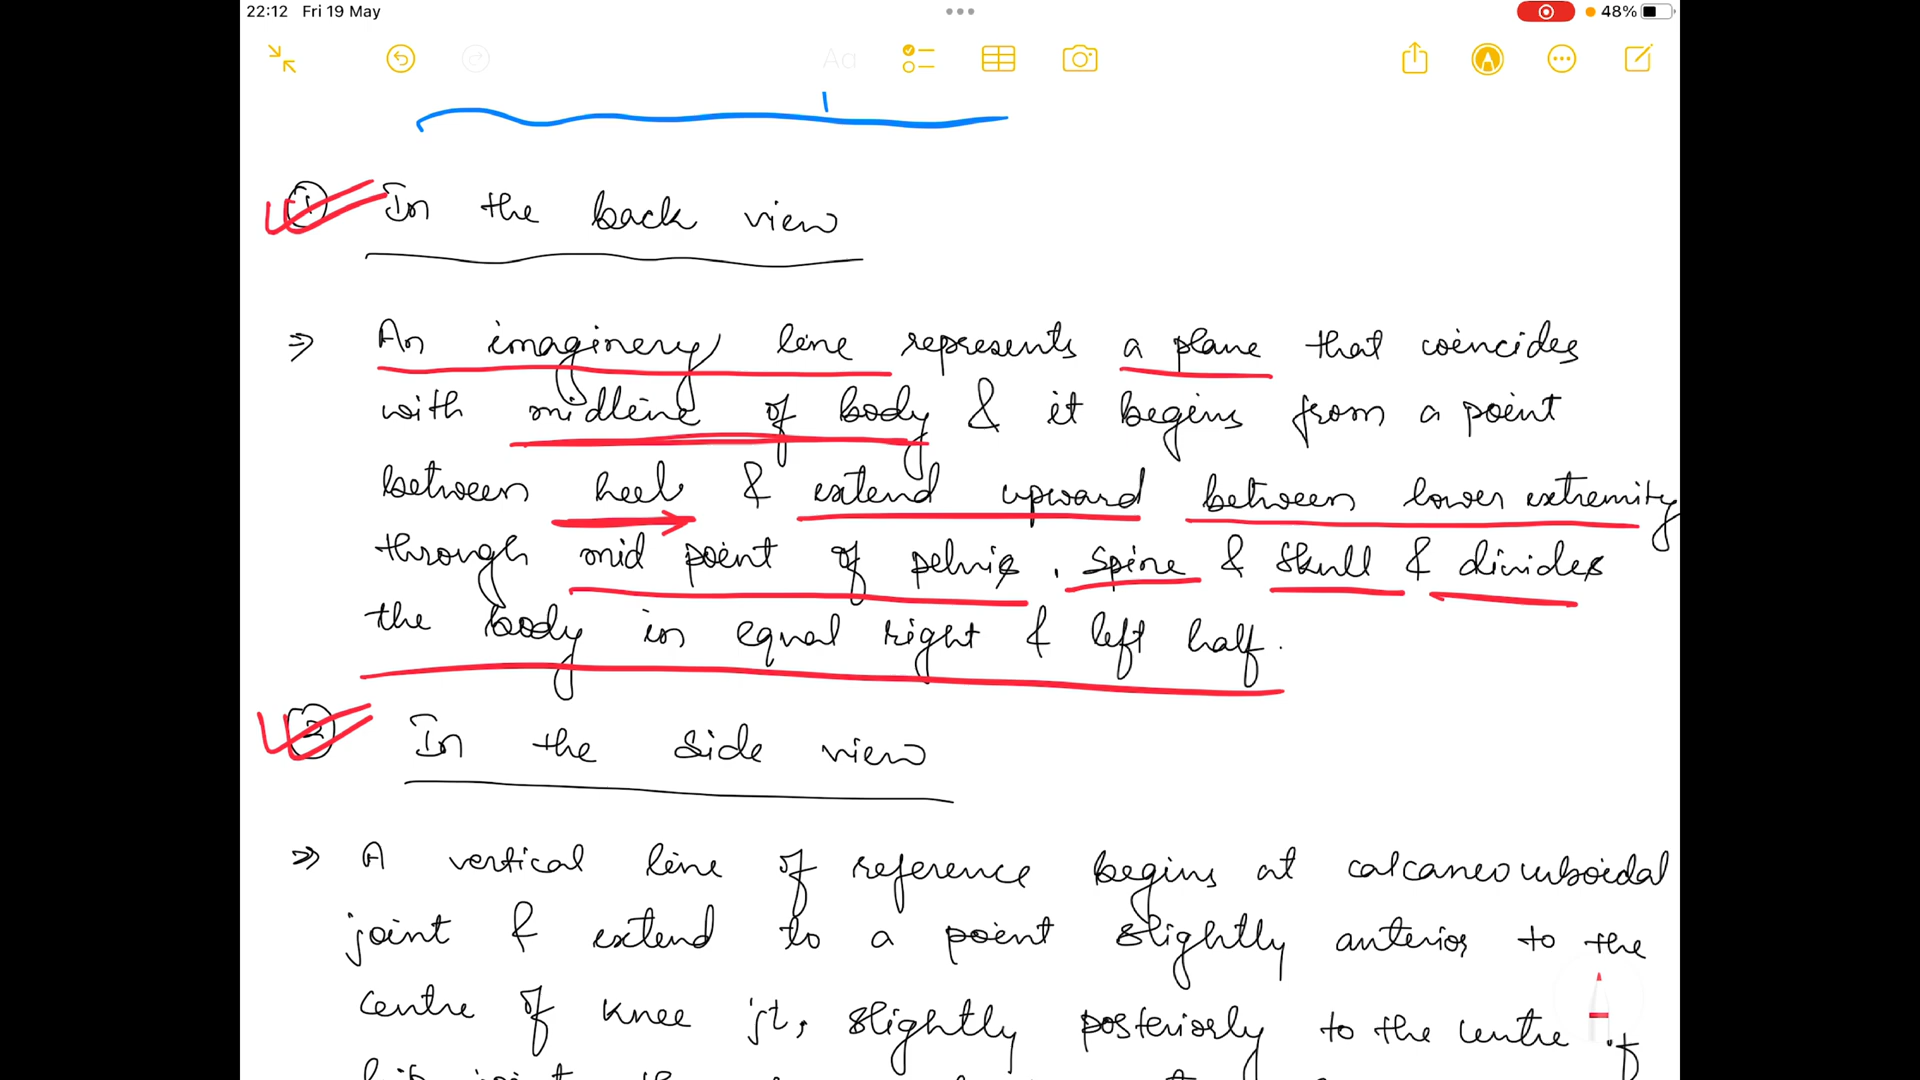 22:12 Fri 19 May
48%
Aa
① In the back view
⇒ An imaginery line represents a plane that coincides
with midline of body & it begins from a point
between heel & extend upward between lower extremity
through mid point of pelvis, spine & skull & divides
the body in equal right & left half.
② In the side view
⇒ A vertical line of reference begins at calcaneocuboidal
joint & extend to a point slightly anterior to the
centre of knee jt, slightly posteriorly to the centre of